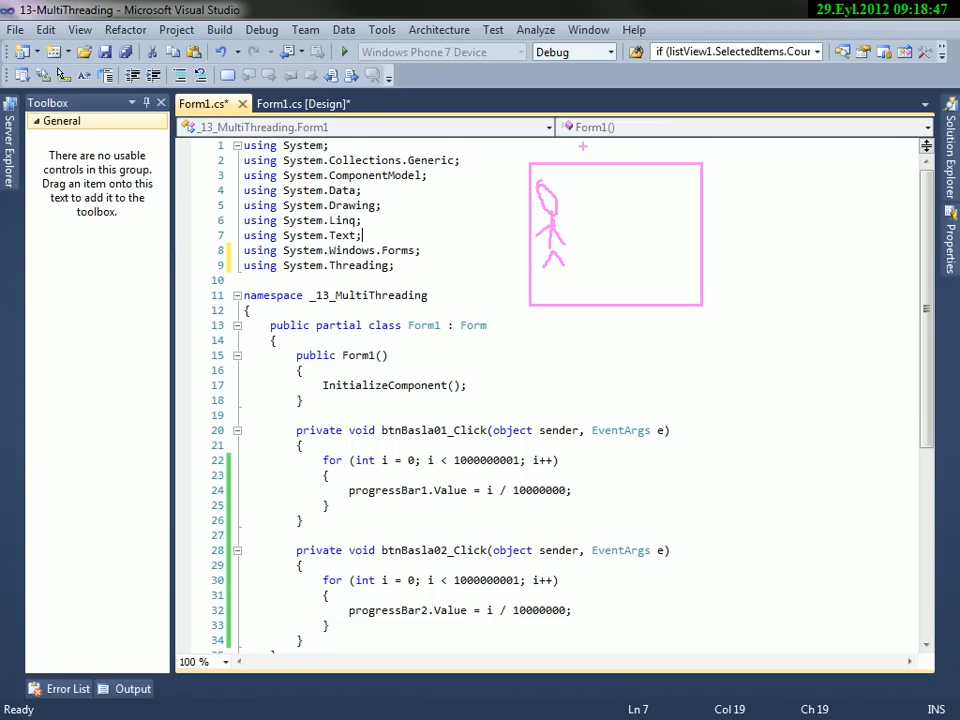 13-MultiThreading - Microsoft Visual Studio
29.Eyl.2012 09:18:47
File Edit View Refactor Project Build Debug Team Data Tools Architecture Test Analyze Window Help
Windows Phone 7 Device Debug if (listView1.SelectedItems.Cour
Toolbox
Form1.cs* Form1.cs [Design]*
General
_13_MultiThreading.Form1 Form1()
There are no usable
controls in this group.
Drag an item onto this
text to add it to the
toolbox.
Server Explorer
Solution Explorer
Properties
1 using System;
2 using System.Collections.Generic;
3 using System.ComponentModel;
4 using System.Data;
5 using System.Drawing;
6 using System.Linq;
7 using System.Text;
8 using System.Windows.Forms;
9 using System.Threading;
10
11 namespace _13_MultiThreading
12 {
13 public partial class Form1 : Form
14 {
15 public Form1()
16 {
17 InitializeComponent();
18 }
19
20 private void btnBasla01_Click(object sender, EventArgs e)
21 {
22 for (int i = 0; i < 1000000001; i++)
23 {
24 progressBar1.Value = i / 10000000;
25 }
26 }
27
28 private void btnBasla02_Click(object sender, EventArgs e)
29 {
30 for (int i = 0; i < 1000000001; i++)
31 {
32 progressBar2.Value = i / 10000000;
33 }
34 }
100 %
Error List Output
Ready Ln 7 Col 19 Ch 19 INS